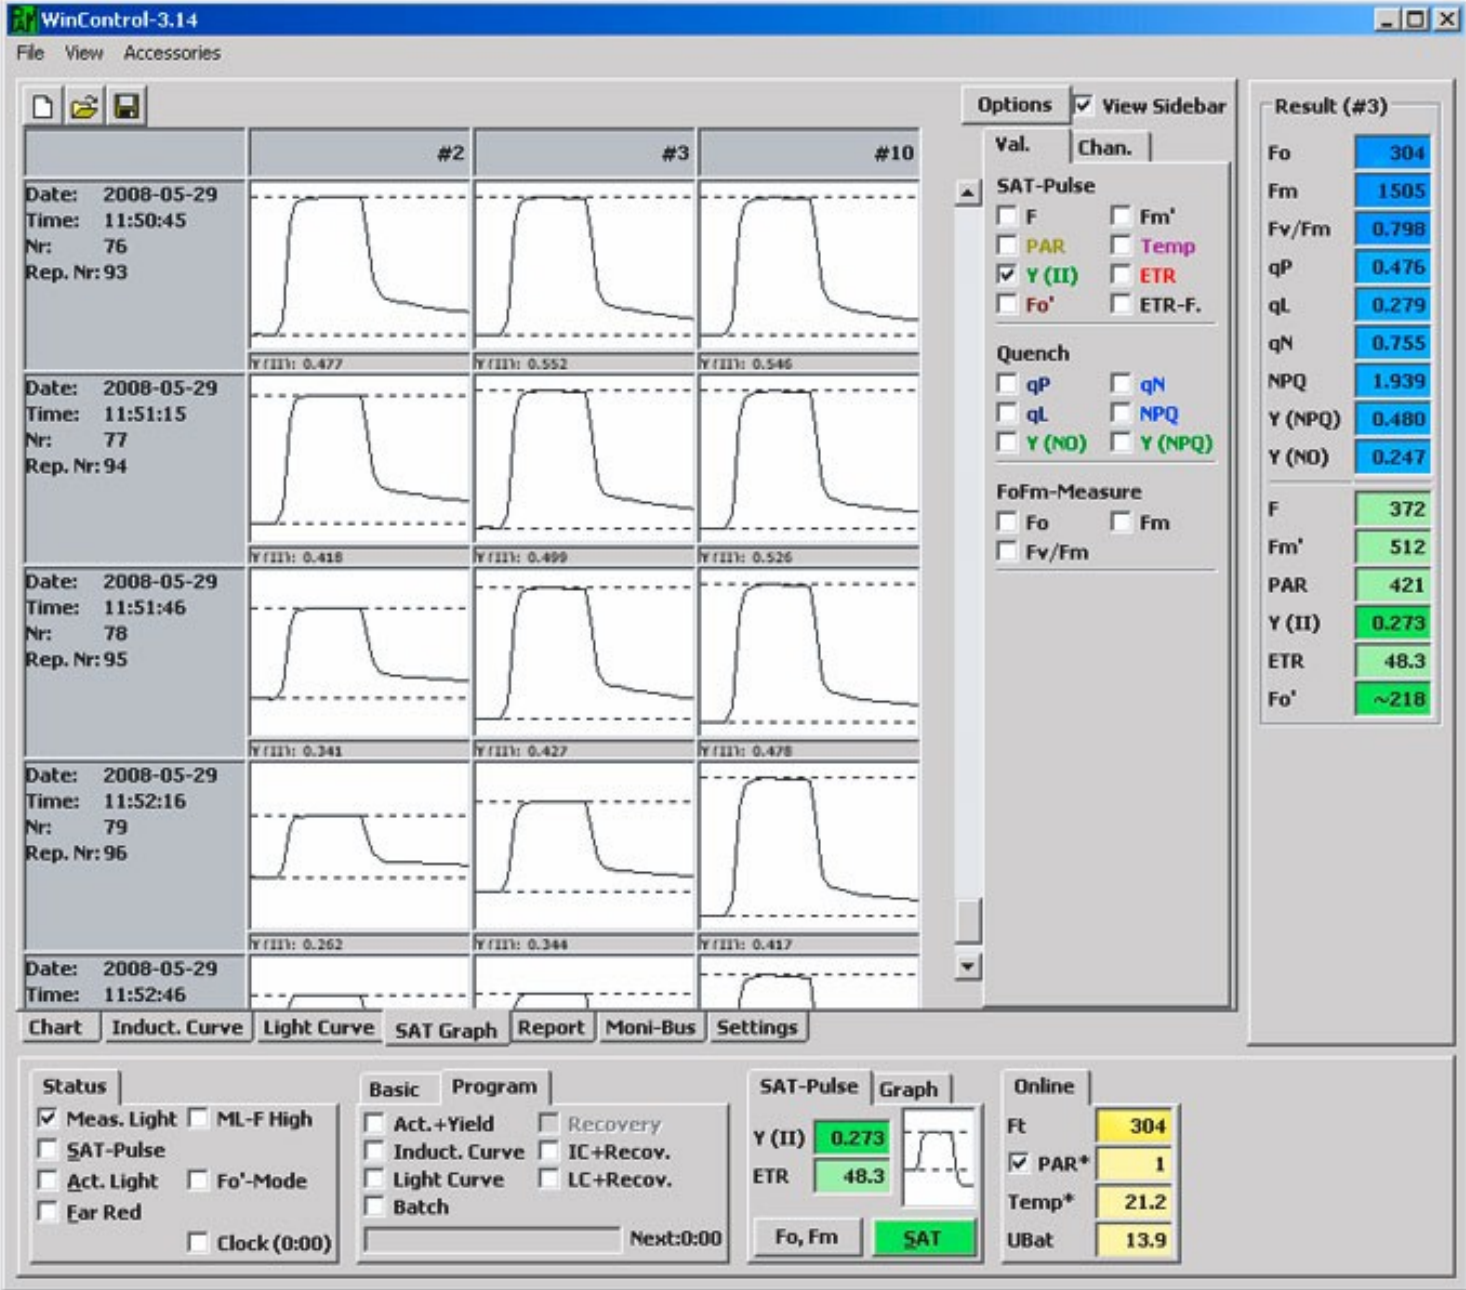 WinControl-3.14
File View Accessories
Options View Sidebar
#2 #3 #10
Val. Chan.
Date: 2008-05-29
Time: 11:50:45
Nr: 76
Rep. Nr: 93
Y (II): 0.477 Y (II): 0.552 Y (II): 0.546
Date: 2008-05-29
Time: 11:51:15
Nr: 77
Rep. Nr: 94
Y (II): 0.418 Y (II): 0.499 Y (II): 0.526
Date: 2008-05-29
Time: 11:51:46
Nr: 78
Rep. Nr: 95
Y (II): 0.341 Y (II): 0.427 Y (II): 0.478
Date: 2008-05-29
Time: 11:52:16
Nr: 79
Rep. Nr: 96
Y (II): 0.262 Y (II): 0.344 Y (II): 0.417
Date: 2008-05-29
Time: 11:52:46
SAT-Pulse
F Fm'
PAR Temp
Y (II) ETR
Fo' ETR-F.
Quench
qP qN
qL NPQ
Y (NO) Y (NPQ)
FoFm-Measure
Fo Fm
Fv/Fm
Result (#3)
Fo 304
Fm 1505
Fv/Fm 0.798
qP 0.476
qL 0.279
qN 0.755
NPQ 1.939
Y (NPQ) 0.480
Y (NO) 0.247
F 372
Fm' 512
PAR 421
Y (II) 0.273
ETR 48.3
Fo' ~218
Chart Induct. Curve Light Curve SAT Graph Report Moni-Bus Settings
Status
Meas. Light ML-F High
SAT-Pulse
Act. Light Fo'-Mode
Far Red
Clock (0:00)
Basic Program
Act.+Yield Recovery
Induct. Curve IC+Recov.
Light Curve LC+Recov.
Batch
Next:0:00
SAT-Pulse Graph
Y (II) 0.273
ETR 48.3
Fo, Fm SAT
Online
Ft 304
PAR* 1
Temp* 21.2
UBat 13.9